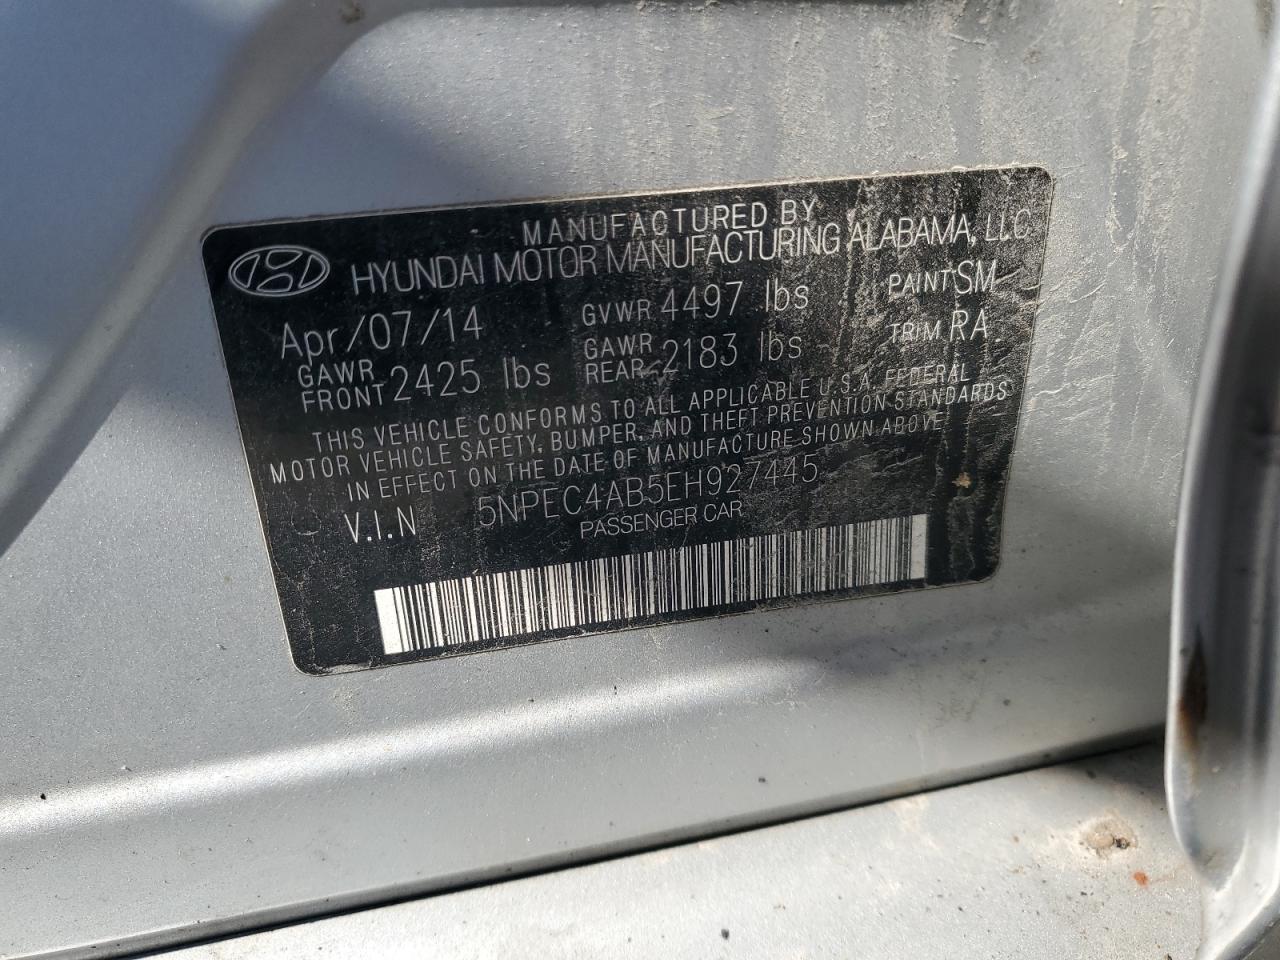 MANUFACTURED BY
HYUNDAI MOTOR MANUFACTURING ALABAMA, LLC
Apr/07/14 GVWR 4497 lbs PAINT SM
GAWR FRONT 2425 lbs GAWR REAR 2183 lbs TRIM RA
THIS VEHICLE CONFORMS TO ALL APPLICABLE U.S.A. FEDERAL
MOTOR VEHICLE SAFETY, BUMPER, AND THEFT PREVENTION STANDARDS
IN EFFECT ON THE DATE OF MANUFACTURE SHOWN ABOVE
V.I.N 5NPEC4AB5EH927445
PASSENGER CAR